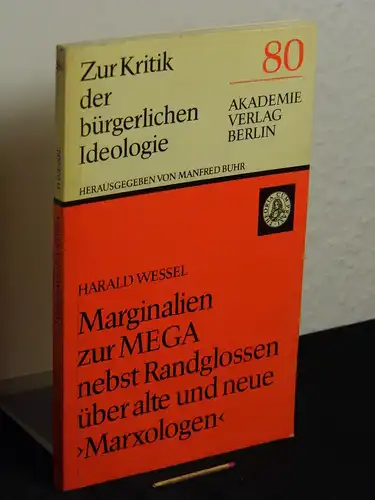 Zur Kritik
der
bürgerlichen
Ideologie
80
AKADEMIE
VERLAG
BERLIN
HERAUSGEGEBEN VON MANFRED BUHR
HARALD WESSEL
Marginalien
zur MEGA
nebst Randglossen
über alte und neue
›Marxologen‹